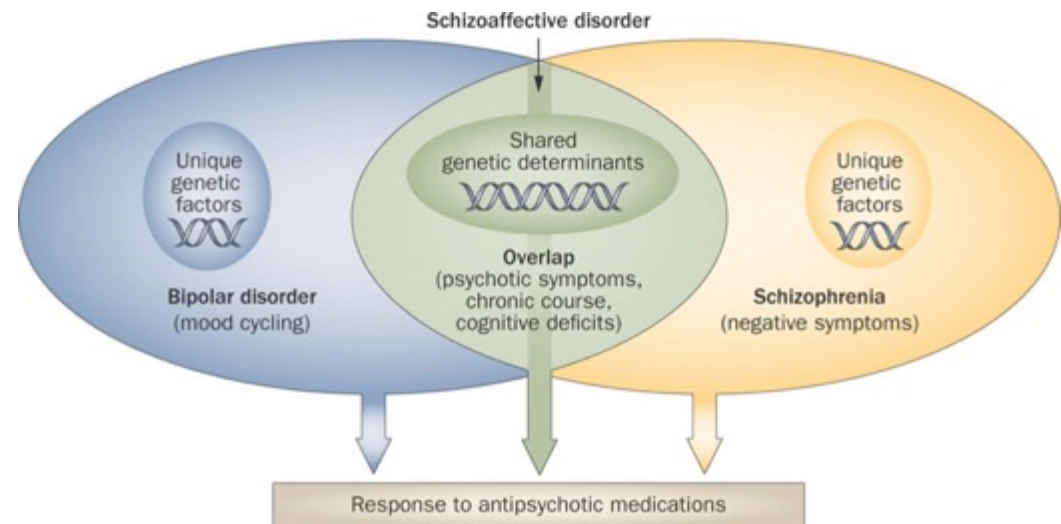 Schizoaffective disorder
Unique
genetic
factors
Bipolar disorder
(mood cycling)
Shared
genetic determinants
Overlap
(psychotic symptoms,
chronic course,
cognitive deficits)
Unique
genetic
factors
Schizophrenia
(negative symptoms)
Response to antipsychotic medications